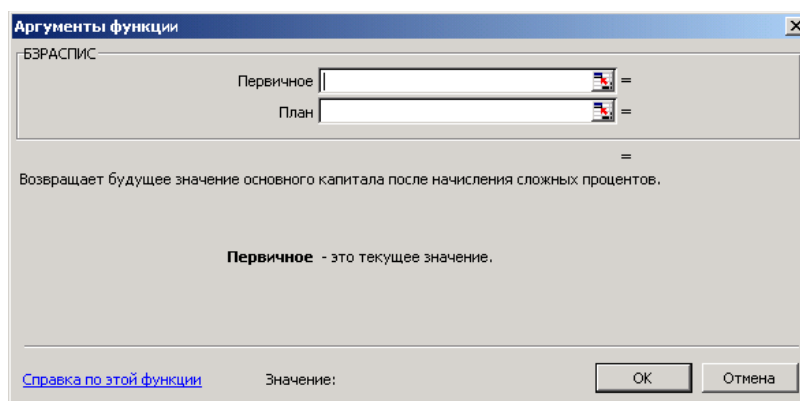 Аргументы функции
БЗРАСПИС
Первичное =
План =
=
Возвращает будущее значение основного капитала после начисления сложных процентов.
Первичное - это текущее значение.
Справка по этой функции Значение: ОК Отмена